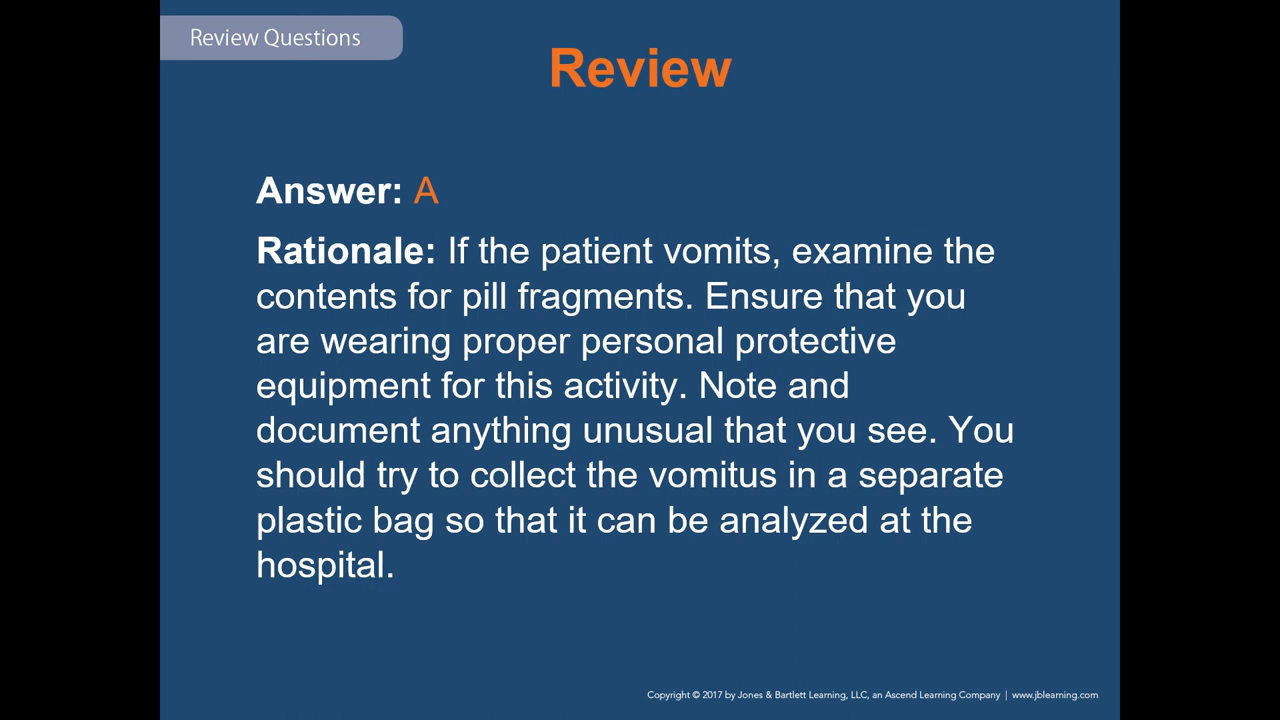 Review Questions
Review
Answer: A
Rationale: If the patient vomits, examine the
contents for pill fragments. Ensure that you
are wearing proper personal protective
equipment for this activity. Note and
document anything unusual that you see. You
should try to collect the vomitus in a separate
plastic bag so that it can be analyzed at the
hospital.
Copyright © 2017 by Jones & Bartlett Learning, LLC, an Ascend Learning Company | www.jblearning.com